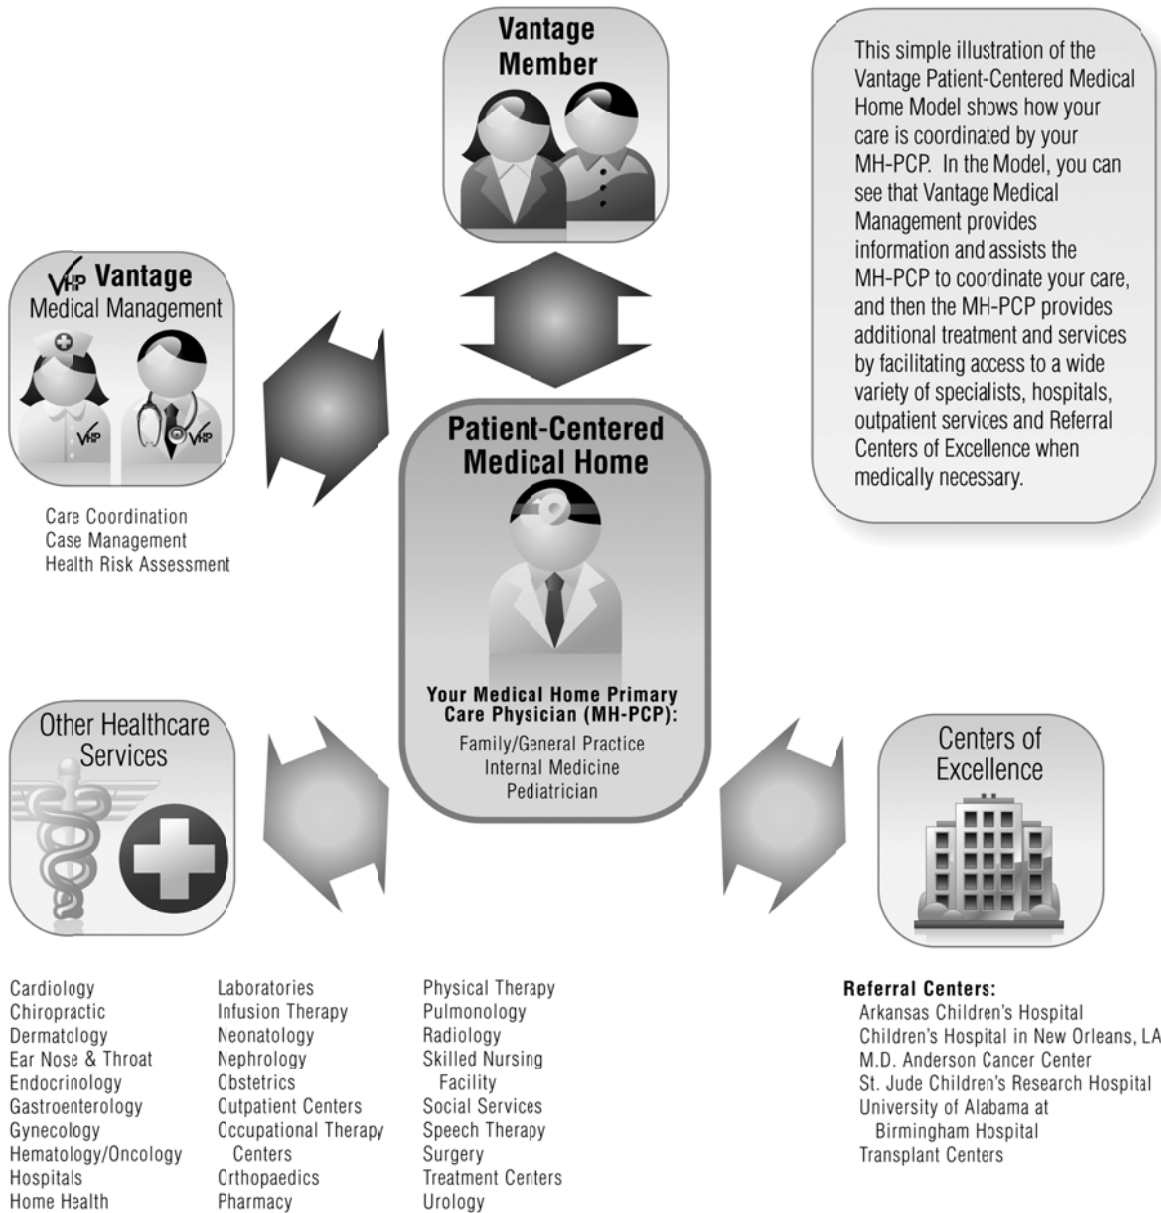 Vantage
Member
This simple illustration of the
Vantage Patient-Centered Medical
Home Model shows how your
care is coordinated by your
MH-PCP. In the Model, you can
see that Vantage Medical
Management provides
information and assists the
MH-PCP to coordinate your care,
and then the MH-PCP provides
additional treatment and services
by facilitating access to a wide
variety of specialists, hospitals,
outpatient services and Referral
Centers of Excellence when
medically necessary.
VHP Vantage
Medical Management
VHP
VHP
Care Coordination
Case Management
Health Risk Assessment
Patient-Centered
Medical Home
Your Medical Home Primary
Care Physician (MH-PCP):
Family/General Practice
Internal Medicine
Pediatrician
Other Healthcare
Services
Centers of
Excellence
Cardiology
Chiropractic
Dermatology
Ear Nose & Throat
Endocrinology
Gastroenterology
Gynecology
Hematology/Oncology
Hospitals
Home Health
Laboratories
Infusion Therapy
Neonatology
Nephrology
Obstetrics
Outpatient Centers
Occupational Therapy
Centers
Orthopaedics
Pharmacy
Physical Therapy
Pulmonology
Radiology
Skilled Nursing
Facility
Social Services
Speech Therapy
Surgery
Treatment Centers
Urology
Referral Centers:
Arkansas Children's Hospital
Children's Hospital in New Orleans, LA
M.D. Anderson Cancer Center
St. Jude Children's Research Hospital
University of Alabama at
Birmingham Hospital
Transplant Centers